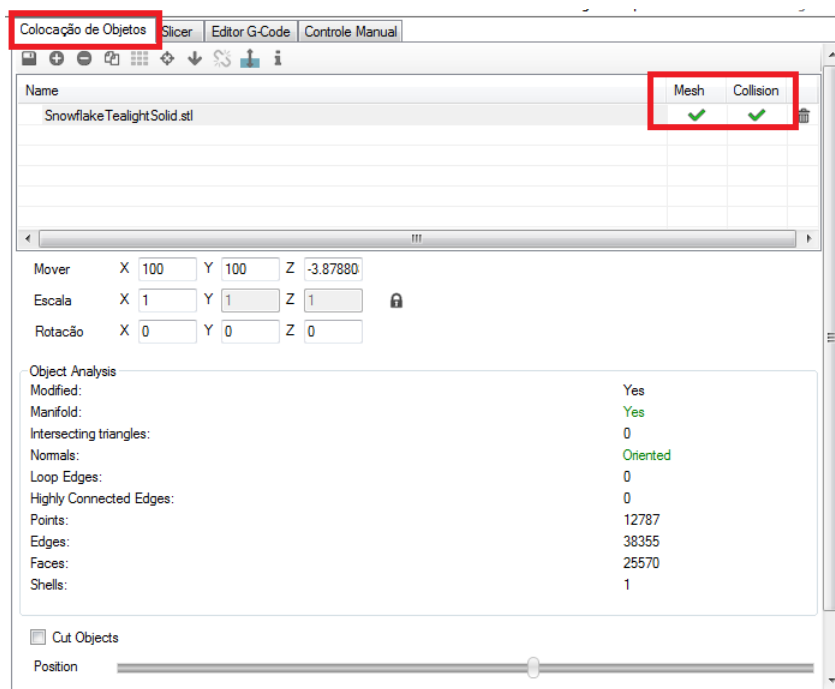 Colocação de Objetos Slicer Editor G-Code Controle Manual
Name Mesh Collision
SnowflakeTealightSolid.stl
Mover X 100 Y 100 Z -3.87880
Escala X 1 Y 1 Z 1
Rotacão X 0 Y 0 Z 0
Object Analysis
Modified: Yes
Manifold: Yes
Intersecting triangles: 0
Normals: Oriented
Loop Edges: 0
Highly Connected Edges: 0
Points: 12787
Edges: 38355
Faces: 25570
Shells: 1
Cut Objects
Position